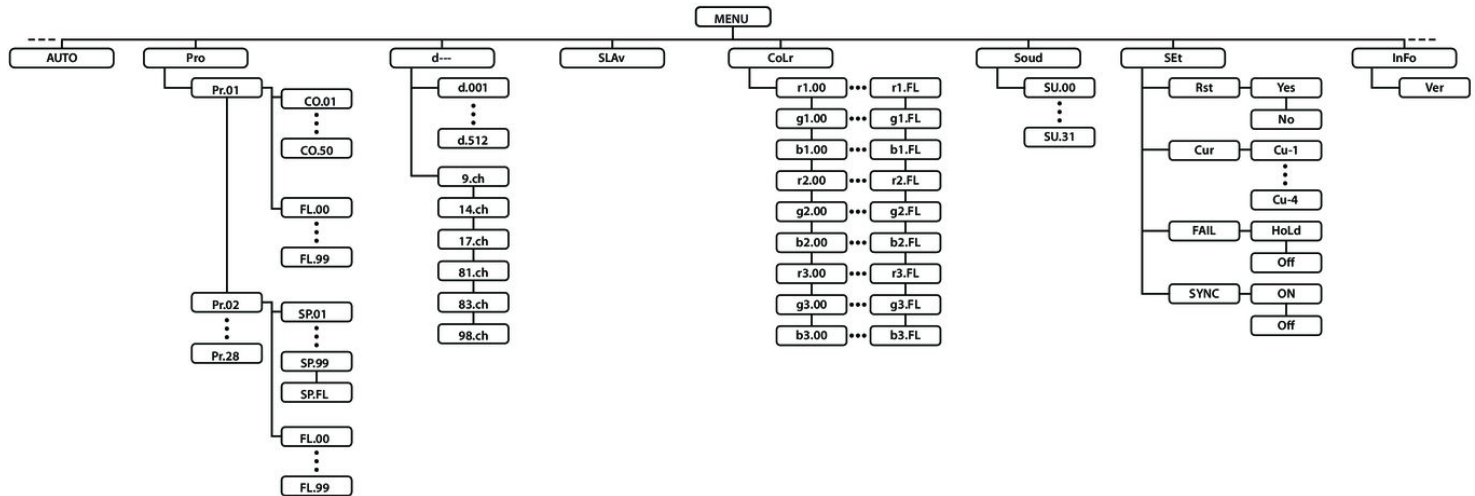 MENU
AUTO
Pro
d---
SLAv
CoLr
Soud
SEt
InFo
Pr.01
CO.01
CO.50
FL.00
FL.99
Pr.02
Pr.28
SP.01
SP.99
SP.FL
FL.00
FL.99
d.001
d.512
9.ch
14.ch
17.ch
81.ch
83.ch
98.ch
r1.00 r1.FL
g1.00 g1.FL
b1.00 b1.FL
r2.00 r2.FL
g2.00 g2.FL
b2.00 b2.FL
r3.00 r3.FL
g3.00 g3.FL
b3.00 b3.FL
SU.00
SU.31
Rst Yes
No
Cur Cu-1
Cu-4
FAIL HoLd
Off
SYNC ON
Off
Ver